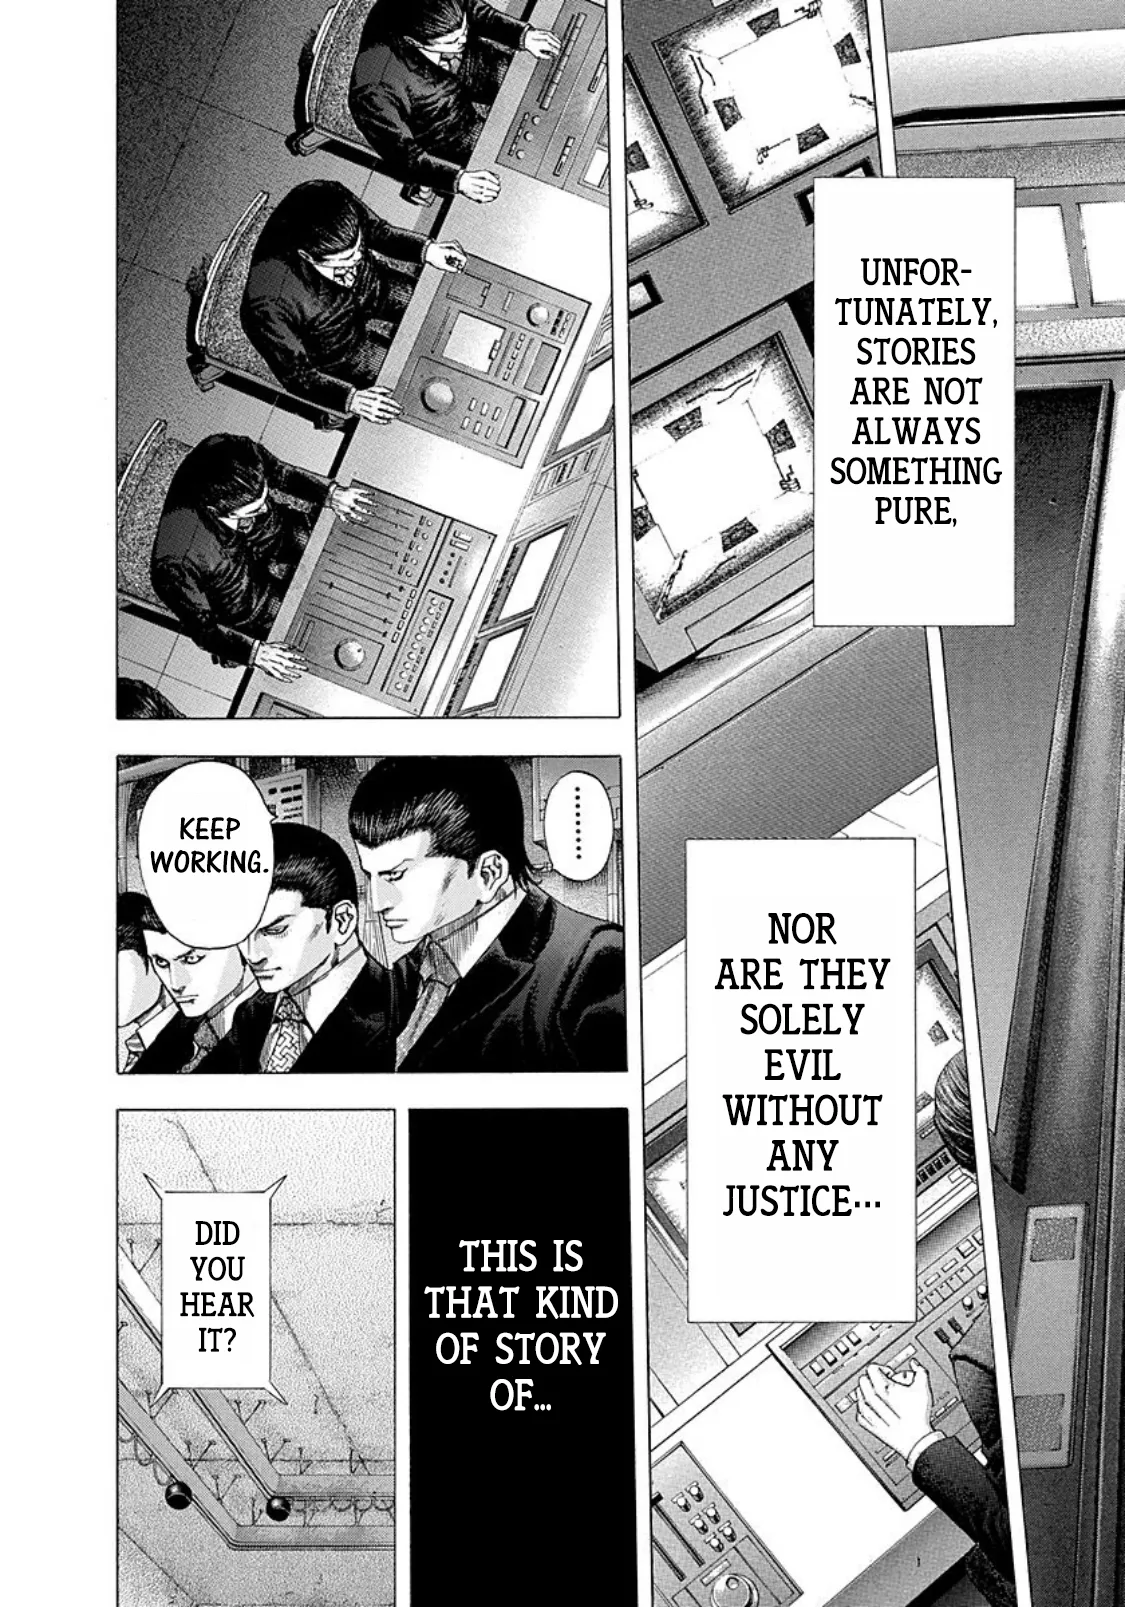 UNFOR-
TUNATELY,
STORIES
ARE NOT
ALWAYS
SOMETHING
PURE,
NOR
ARE THEY
SOLELY
EVIL
WITHOUT
ANY
JUSTICE...
.........
KEEP
WORKING.
THIS IS
THAT KIND
OF STORY
OF...
DID
YOU
HEAR
IT?